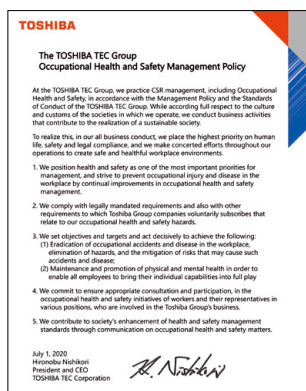 TOSHIBA
The TOSHIBA TEC Group
Occupational Health and Safety Management Policy
At the TOSHIBA TEC Group, we practice CSR management, including Occupational
Health and Safety, in accordance with the Management Policy and the Standards
of Conduct of the TOSHIBA TEC Group. While according full respect to the culture
and customs of the societies in which we operate, we conduct business activities
that contribute to the realization of a sustainable society.
To realize this, in our all business conduct, we place the highest priority on human
life, safety and legal compliance, and we make concerted efforts throughout our
operations to create safe and healthy workplace environments.
1. We position health and safety as one of the most important priorities for
management, and strive to prevent occupational injury and disease in the
workplace by continual improvements in occupational health and safety
management.
2. We comply with legally mandated requirements and also with other
requirements to which Toshiba Group companies voluntarily subscribes that
relate to our occupational health and safety hazards.
3. We set objectives and targets and act decisively to achieve the following:
(1) Eradication of occupational accidents and disease in the workplace,
elimination of hazards, and the mitigation of risks that may cause such
accidents and disease;
(2) Maintenance and promotion of physical and mental health in order to
enable all employees to bring their individual capabilities into full play
4. We commit to ensure appropriate consultation and participation, in the
occupational health and safety initiatives of workers and their representatives in
various positions, who are involved in the Toshiba Group's business.
5. We contribute to society's enhancement of health and safety management
standards through communication on occupational health and safety matters.
July 1, 2020
Hironobu Nishikori
President and CEO
TOSHIBA TEC Corporation
H. Nishikori